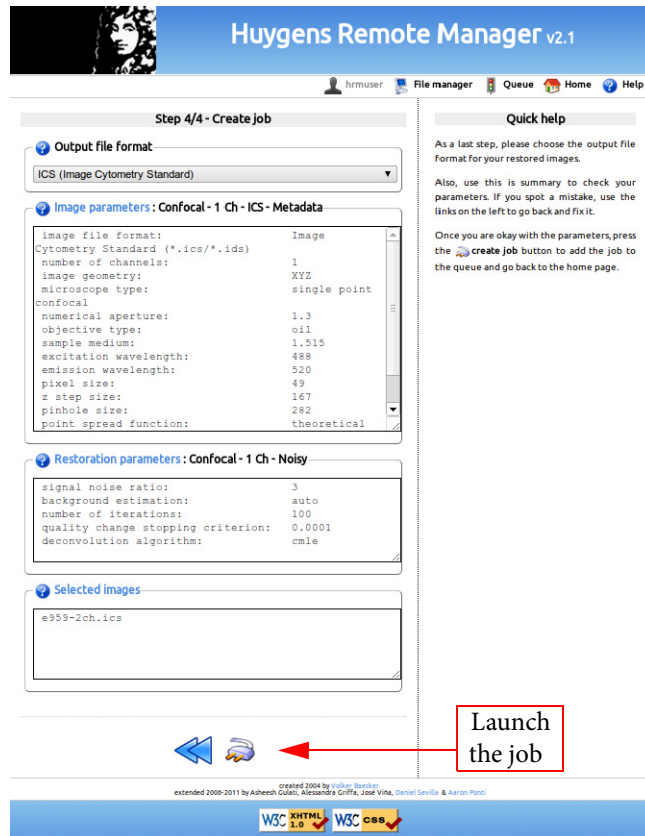 Huygens Remote Manager v2.1
hrmuser File manager Queue Home Help
Step 4/4 - Create job
Output file format
ICS (Image Cytometry Standard)
Image parameters : Confocal - 1 Ch - ICS - Metadata
image file format: Image
Cytometry Standard (*.ics/*.ids)
number of channels: 1
image geometry: XYZ
microscope type: single point
confocal
numerical aperture: 1.3
objective type: oil
sample medium: 1.515
excitation wavelength: 488
emission wavelength: 520
pixel size: 49
z step size: 167
pinhole size: 282
point spread function: theoretical
Restoration parameters : Confocal - 1 Ch - Noisy
signal noise ratio: 3
background estimation: auto
number of iterations: 100
quality change stopping criterion: 0.0001
deconvolution algorithm: cmle
Selected images
e959-2ch.ics
Quick help
As a last step, please choose the output file
format for your restored images.
Also, use this is summary to check your
parameters. If you spot a mistake, use the
links on the left to go back and fix it.
Once you are okay with the parameters, press
the create job button to add the job to
the queue and go back to the home page.
Launch
the job
created 2004 by Volker Baecker
extended 2006-2011 by Asheesh Gulati, Alessandra Griffa, José Viña, Daniel Sevilla & Aaron Ponti
W3C XHTML 1.0 W3C css